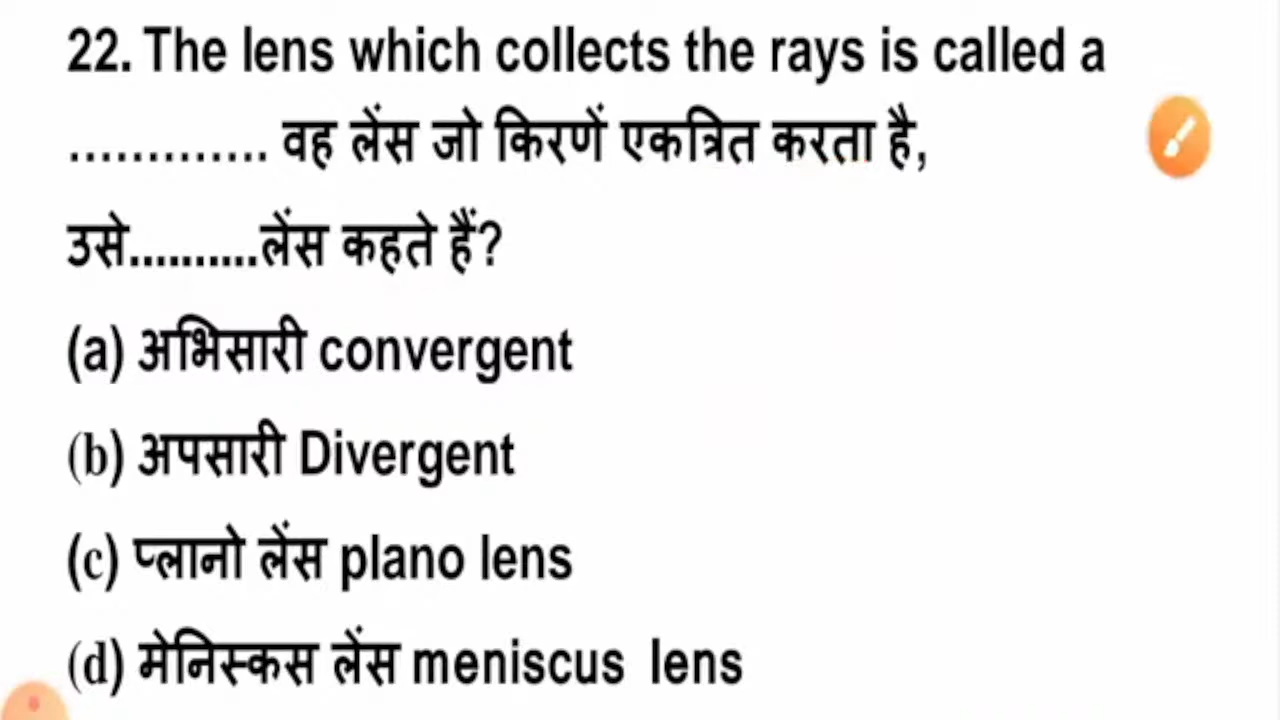 22. The lens which collects the rays is called a
............. वह लेंस जो किरणें एकत्रित करता है,
उसे..........लेंस कहते हैं?
(a) अभिसारी convergent
(b) अपसारी Divergent
(c) प्लानो लेंस plano lens
(d) मेनिस्कस लेंस meniscus lens